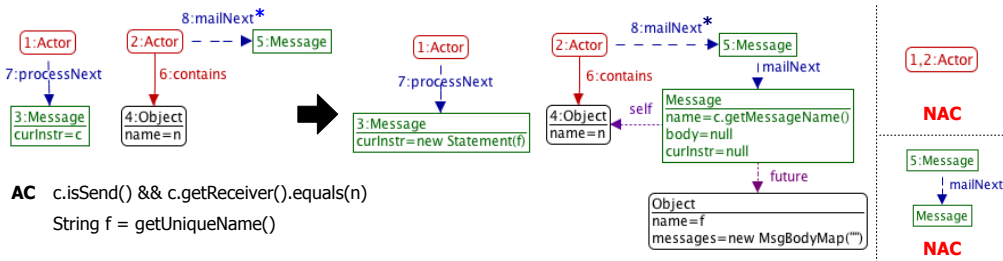 8:mailNext*
1:Actor
2:Actor
5:Message
7:processNext
6:contains
3:Message
curInstr=c
4:Object
name=n
8:mailNext*
1:Actor
2:Actor
5:Message
7:processNext
6:contains
mailNext
3:Message
curInstr=new Statement(f)
4:Object
name=n
self
Message
name=c.getMessageName()
body=null
curInstr=null
future
Object
name=f
messages=new MsgBodyMap("")
AC c.isSend() && c.getReceiver().equals(n)
String f = getUniqueName()
1,2:Actor
NAC
5:Message
mailNext
Message
NAC